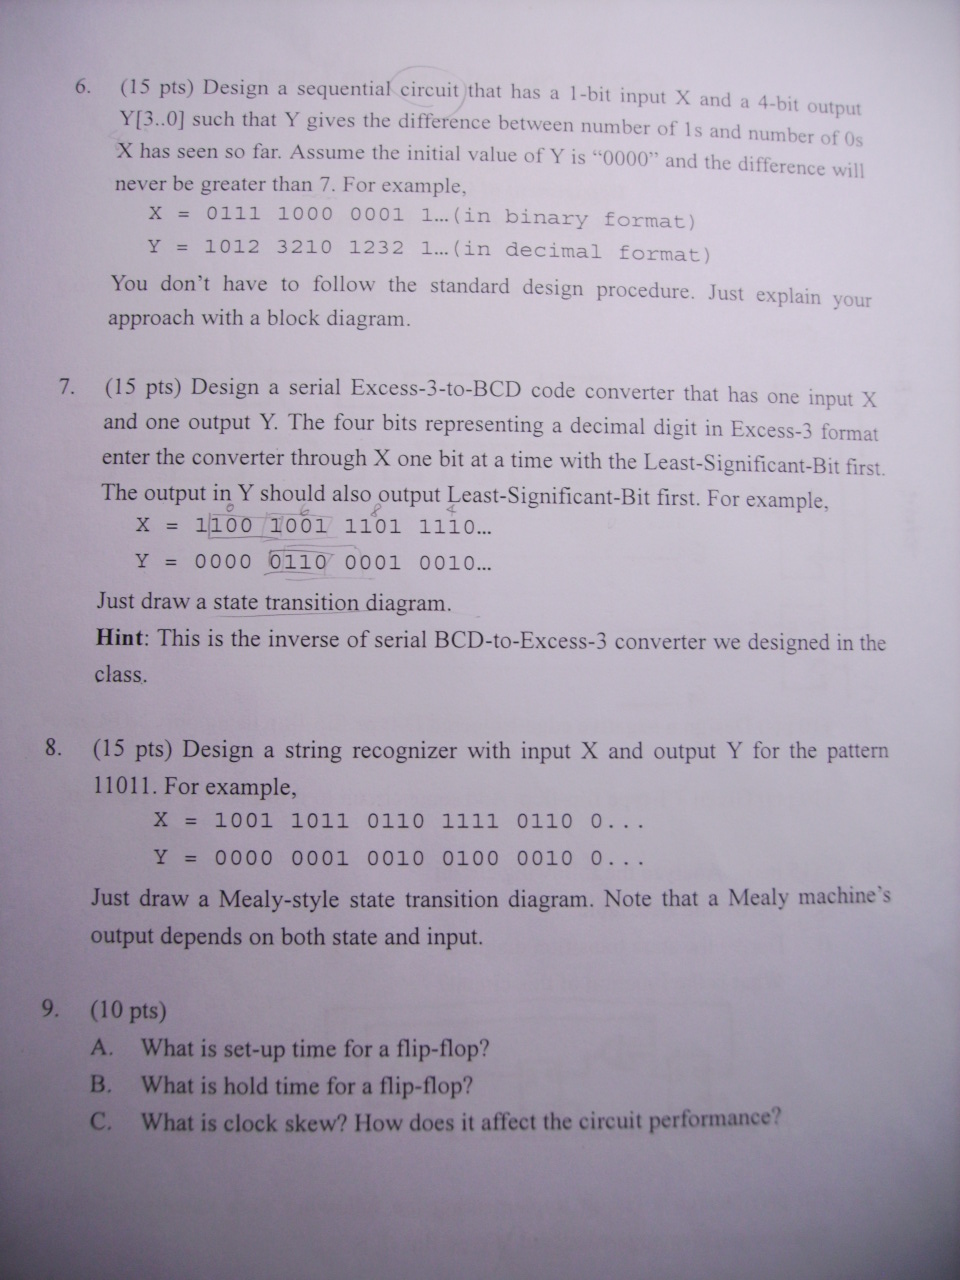 6. (15 pts) Design a sequential circuit that has a 1-bit input X and a 4-bit output
Y[3..0] such that Y gives the difference between number of 1s and number of 0s
X has seen so far. Assume the initial value of Y is “0000” and the difference will
never be greater than 7. For example,
X = 0111 1000 0001 1…(in binary format)
Y = 1012 3210 1232 1…(in decimal format)
You don’t have to follow the standard design procedure. Just explain your
approach with a block diagram.
7. (15 pts) Design a serial Excess-3-to-BCD code converter that has one input X
and one output Y. The four bits representing a decimal digit in Excess-3 format
enter the converter through X one bit at a time with the Least-Significant-Bit first.
The output in Y should also output Least-Significant-Bit first. For example,
0 6 8 4
X = 1100 1001 1101 1110…
Y = 0000 0110 0001 0010…
Just draw a state transition diagram.
Hint: This is the inverse of serial BCD-to-Excess-3 converter we designed in the
class.
8. (15 pts) Design a string recognizer with input X and output Y for the pattern
11011. For example,
X = 1001 1011 0110 1111 0110 0...
Y = 0000 0001 0010 0100 0010 0...
Just draw a Mealy-style state transition diagram. Note that a Mealy machine’s
output depends on both state and input.
9. (10 pts)
A. What is set-up time for a flip-flop?
B. What is hold time for a flip-flop?
C. What is clock skew? How does it affect the circuit performance?